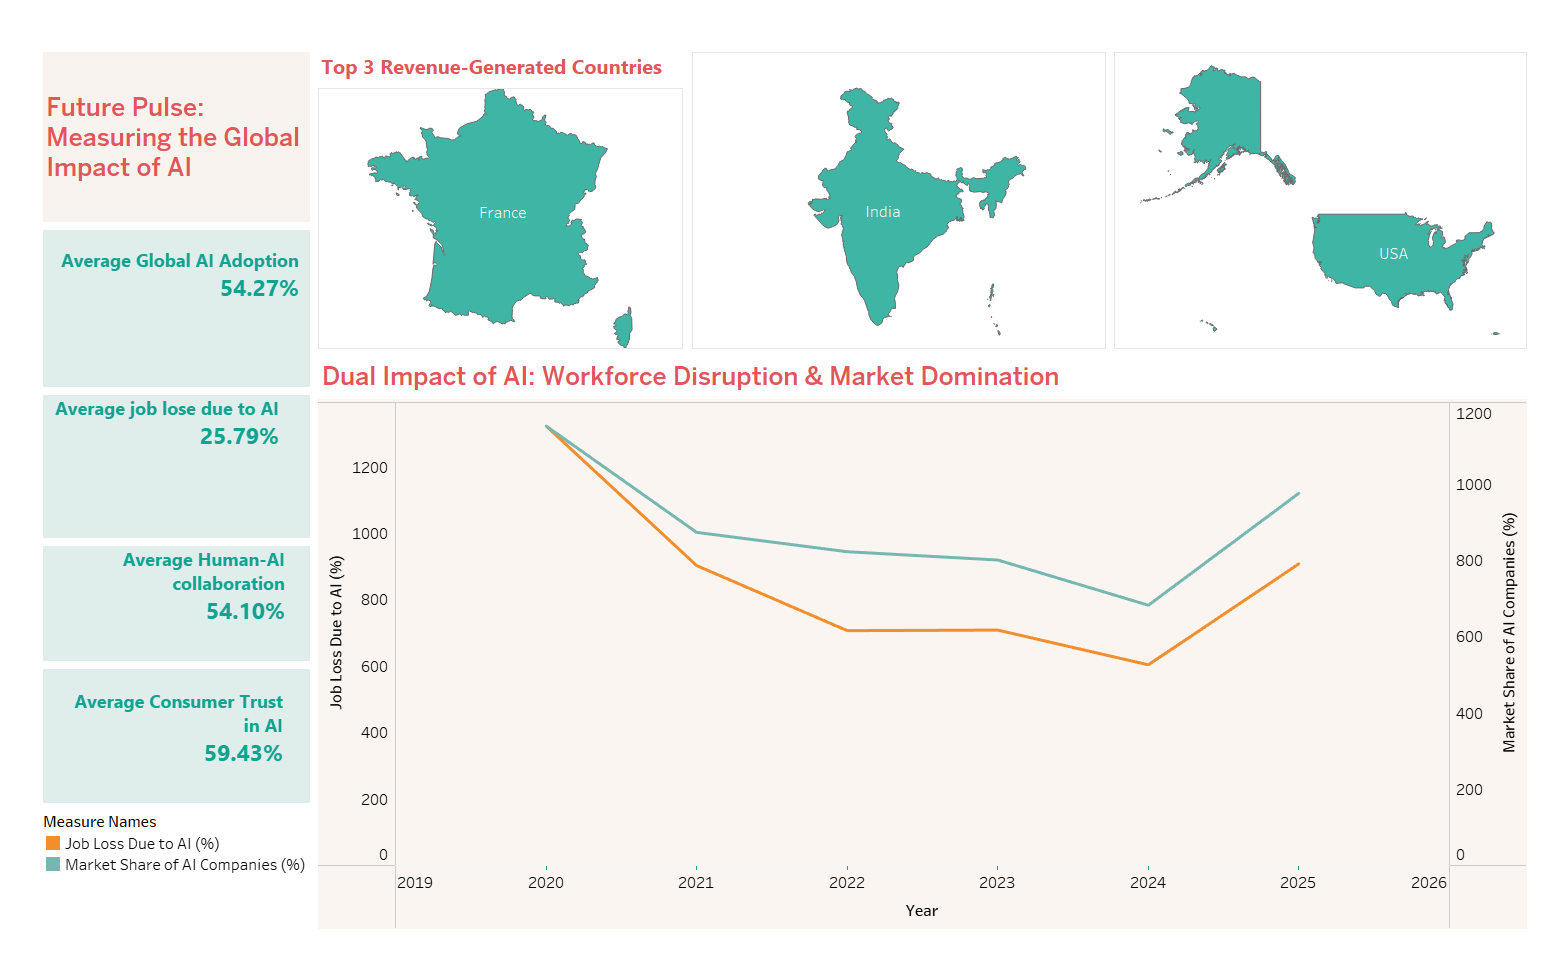 Future Pulse:
Measuring the Global
Impact of AI
Average Global AI Adoption
54.27%
Average job lose due to AI
25.79%
Average Human-AI
collaboration
54.10%
Average Consumer Trust
in AI
59.43%
Measure Names
Job Loss Due to AI (%)
Market Share of AI Companies (%)
Top 3 Revenue-Generated Countries
France
India
USA
Dual Impact of AI: Workforce Disruption & Market Domination
Job Loss Due to AI (%)
1200
1000
800
600
400
200
0
1200
1000
800
600
400
200
0
Market Share of AI Companies (%)
2019 2020 2021 2022 2023 2024 2025 2026
Year